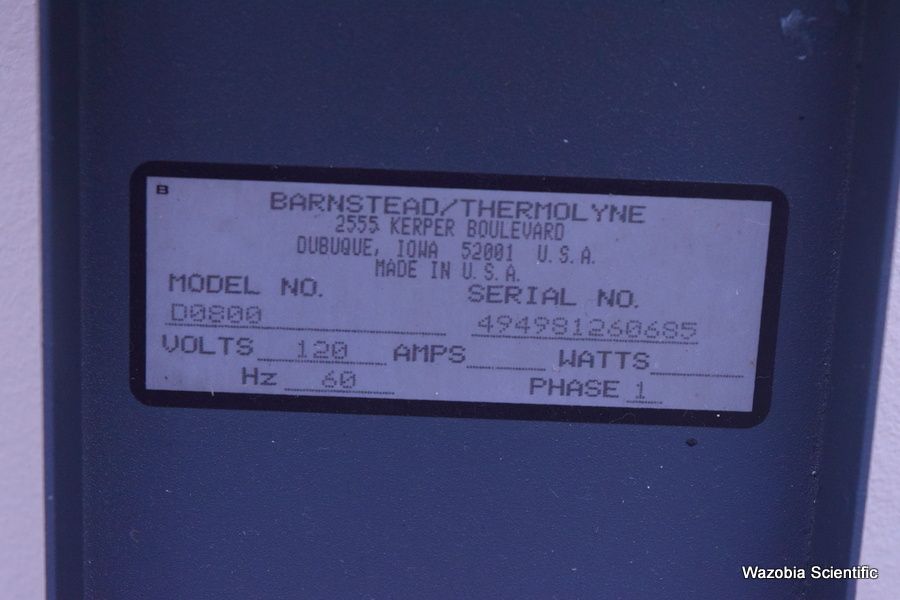 B
BARNSTEAD/THERMOLYNE
2555 KERPER BOULEVARD
DUBUQUE, IOWA 52001 U.S.A.
MADE IN U.S.A.
MODEL NO. SERIAL NO.
D0800 494981260685
VOLTS 120 AMPS WATTS
Hz 60 PHASE 1
Wazobia Scientific